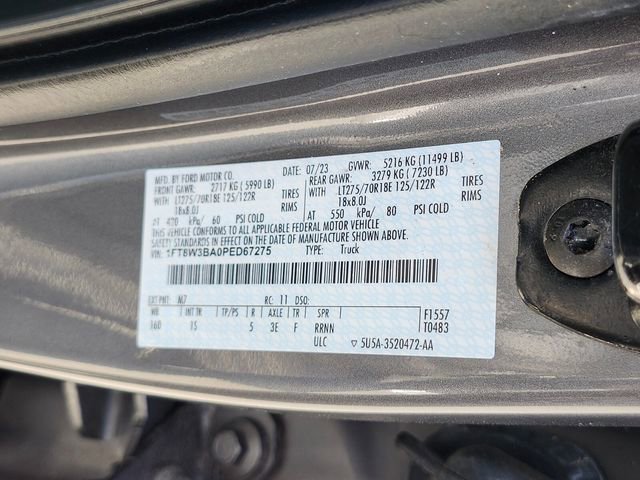 MFD. BY FORD MOTOR CO. DATE: 07/23 GVWR: 5216 KG (11499 LB)
FRONT GAWR: 2717 KG ( 5990 LB) REAR GAWR: 3279 KG ( 7230 LB)
WITH LT275/70R18E 125/122R TIRES WITH LT275/70R18E 125/122R TIRES
18x8.0J RIMS 18x8.0J RIMS
AT 420 kPa/ 60 PSI COLD AT 550 kPa/ 80 PSI COLD
THIS VEHICLE CONFORMS TO ALL APPLICABLE FEDERAL MOTOR VEHICLE
SAFETY STANDARDS IN EFFECT ON THE DATE OF MANUFACTURE SHOWN ABOVE
VIN: 1FT8W3BA0PED67275 TYPE: Truck
EXT PNT: M7 RC: 11 DSO:
WB INT TR TP/PS R AXLE TR SPR F1557
160 1S 5 3E F RRNN T0483
ULC ▽ 5U5A-3520472-AA